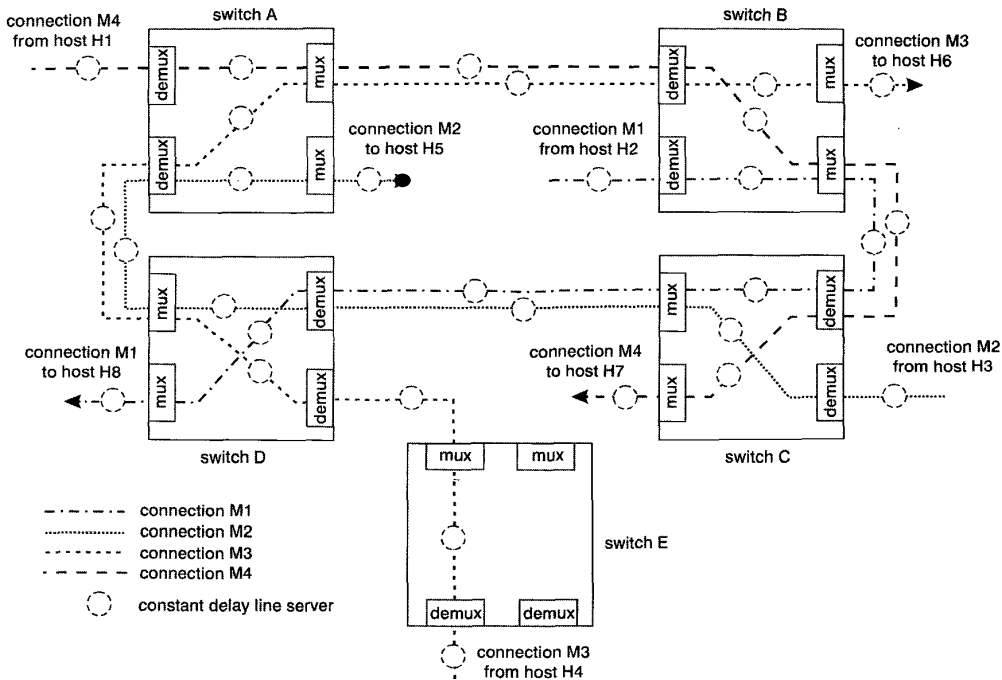 connection M4
from host H1
switch A
switch B
connection M3
to host H6
demux
mux
demux
mux
connection M2
to host H5
connection M1
from host H2
demux
mux
demux
mux
mux
demux
mux
demux
connection M1
to host H8
mux
demux
connection M4
to host H7
mux
demux
connection M2
from host H3
switch D
switch C
mux
mux
connection M1
connection M2
connection M3
connection M4
constant delay line server
switch E
demux
demux
connection M3
from host H4